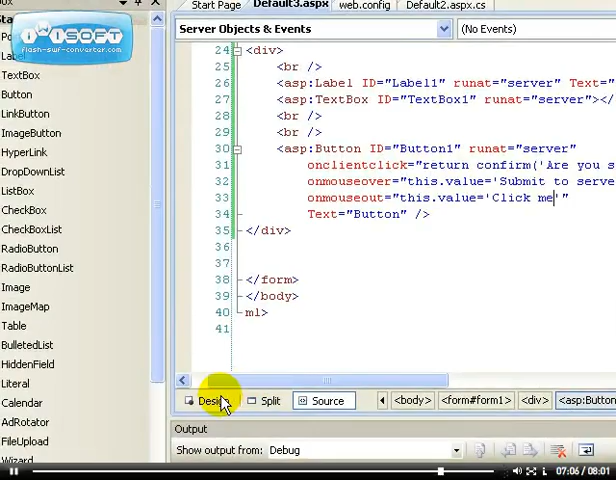 Start Page Default3.aspx web.config Default2.aspx.cs
Server Objects & Events (No Events)
iWiSOFT
flash-swf-converter.com
TextBox
Button
LinkButton
ImageButton
HyperLink
DropDownList
ListBox
CheckBox
CheckBoxList
RadioButton
RadioButtonList
Image
ImageMap
Table
BulletedList
HiddenField
Literal
Calendar
AdRotator
FileUpload
Wizard
24 <div>
25 <br />
26 <asp:Label ID="Label1" runat="server" Text="
27 <asp:TextBox ID="TextBox1" runat="server"></
28 <br />
29 <br />
30 <asp:Button ID="Button1" runat="server"
31 onclientclick="return confirm('Are you s
32 onmouseover="this.value='Submit to serve
33 onmouseout="this.value='Click me'"
34 Text="Button" />
35 </div>
36
37
38 </form>
39 </body>
40 ml>
41
Design Split Source <body> <form#form1> <div> <asp:Button
Output
Show output from: Debug
07:06 / 08:01